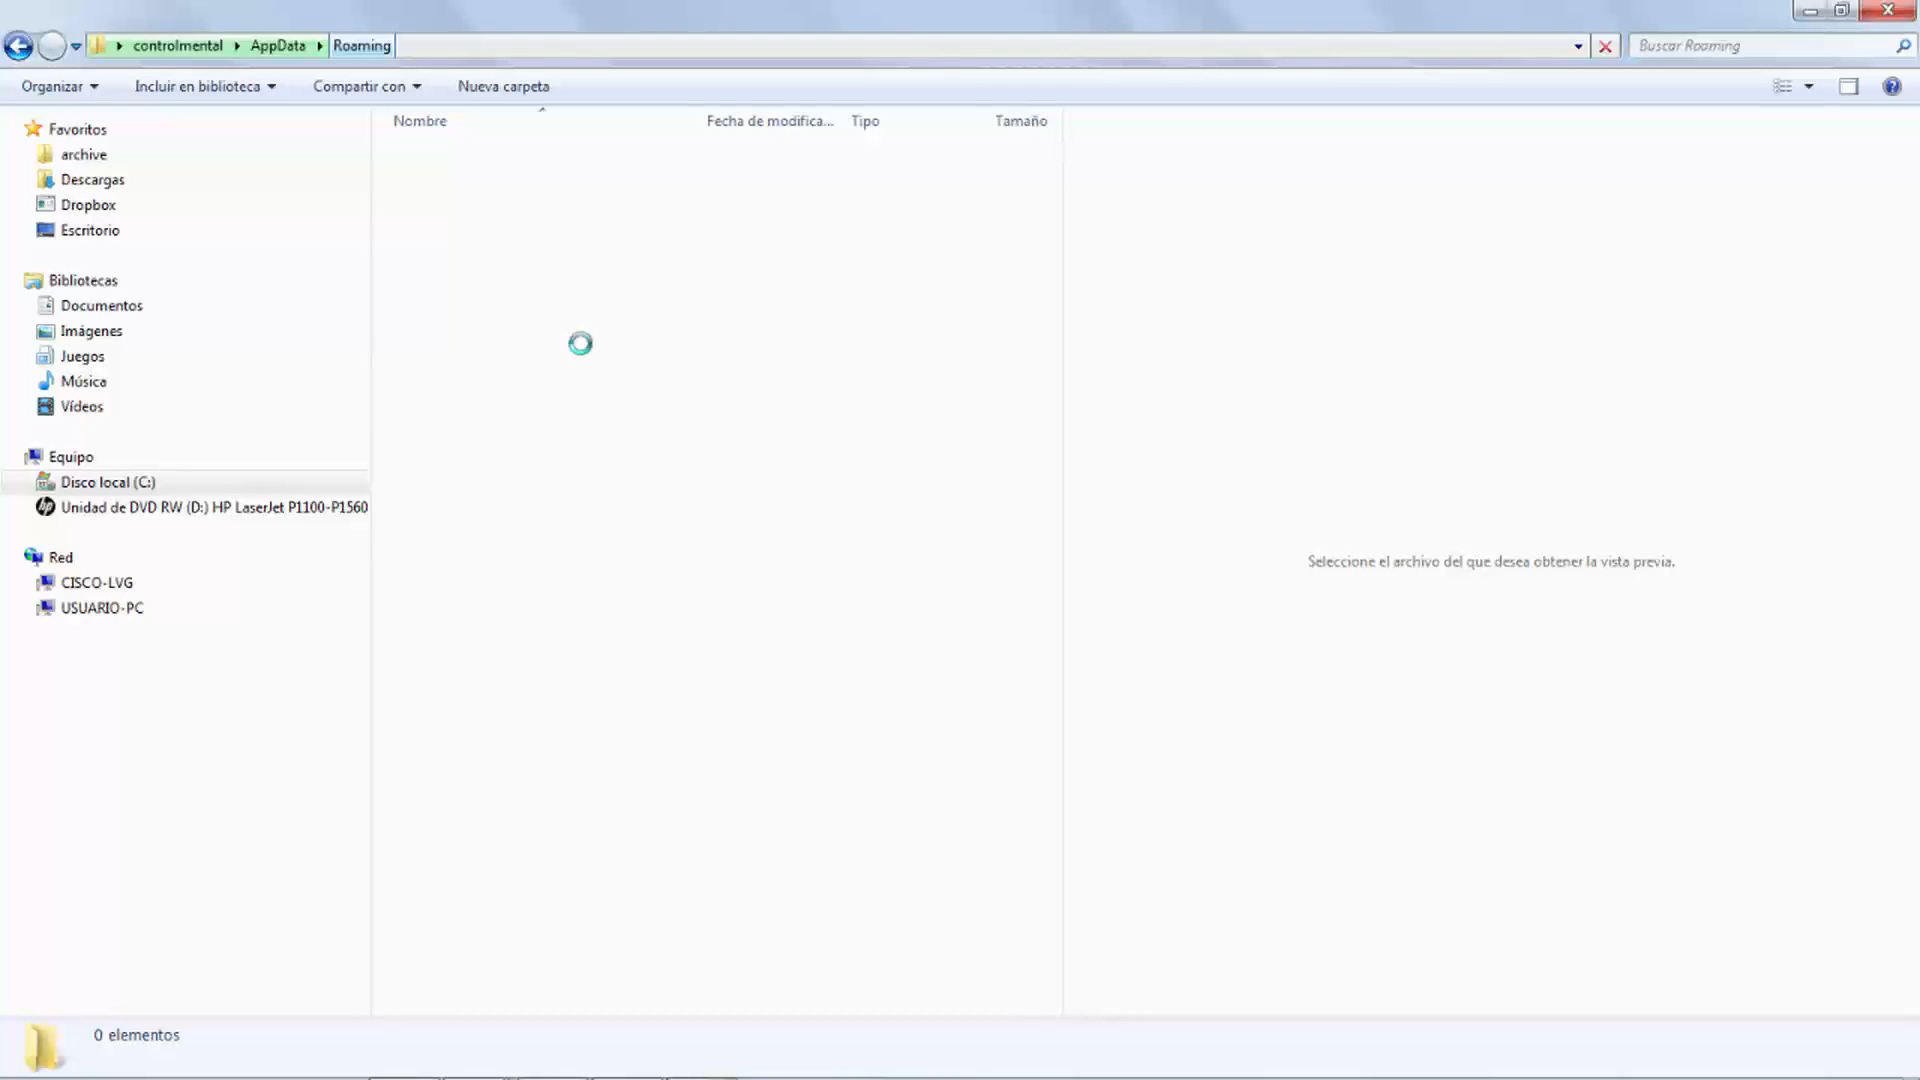 controlmental AppData Roaming
Buscar Roaming
Organizar Incluir en biblioteca Compartir con Nueva carpeta
Nombre Fecha de modifica... Tipo Tamaño
Favoritos
archive
Descargas
Dropbox
Escritorio
Bibliotecas
Documentos
Imágenes
Juegos
Música
Vídeos
Equipo
Disco local (C:)
Unidad de DVD RW (D:) HP LaserJet P1100-P1560
Red
CISCO-LVG
USUARIO-PC
Seleccione el archivo del que desea obtener la vista previa.
0 elementos